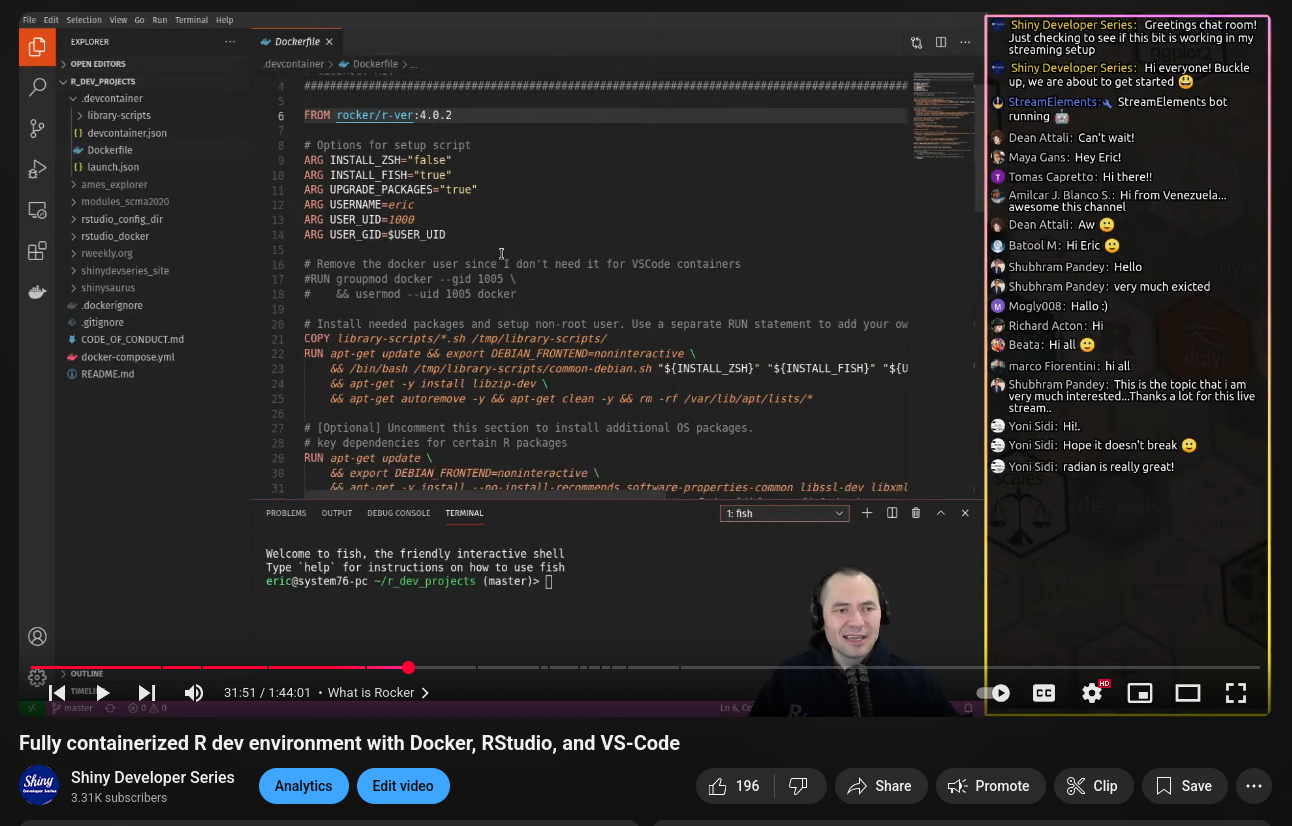 File Edit Selection View Go Run Terminal Help
EXPLORER
OPEN EDITORS
R_DEV_PROJECTS
.devcontainer
library-scripts
devcontainer.json
Dockerfile
launch.json
ames_explorer
modules_scma2020
rstudio_config_dir
rstudio_docker
rweekly.org
shinydevseries_site
shinysaurus
.dockerignore
.gitignore
CODE_OF_CONDUCT.md
docker-compose.yml
README.md
OUTLINE
Dockerfile
.devcontainer > Dockerfile > ...
4 ####################################################################
5
6 FROM rocker/r-ver:4.0.2
7
8 # Options for setup script
9 ARG INSTALL_ZSH="false"
10 ARG INSTALL_FISH="true"
11 ARG UPGRADE_PACKAGES="true"
12 ARG USERNAME=eric
13 ARG USER_UID=1000
14 ARG USER_GID=$USER_UID
15
16 # Remove the docker user since I don't need it for VSCode containers
17 #RUN groupmod docker --gid 1005 \
18 #    && usermod --uid 1005 docker
19
20 # Install needed packages and setup non-root user. Use a separate RUN statement to add your ow
21 COPY library-scripts/*.sh /tmp/library-scripts/
22 RUN apt-get update && export DEBIAN_FRONTEND=noninteractive \
23 && /bin/bash /tmp/library-scripts/common-debian.sh "${INSTALL_ZSH}" "${INSTALL_FISH}" "${U
24 && apt-get -y install libzip-dev \
25 && apt-get autoremove -y && apt-get clean -y && rm -rf /var/lib/apt/lists/*
26
27 # [Optional] Uncomment this section to install additional OS packages.
28 # key dependencies for certain R packages
29 RUN apt-get update \
30 && export DEBIAN_FRONTEND=noninteractive \
31 && apt-get -y install --no-install-recommends software-properties-common libssl-dev libxml
PROBLEMS OUTPUT DEBUG CONSOLE TERMINAL
1: fish
Welcome to fish, the friendly interactive shell
Type `help` for instructions on how to use fish
eric@system76-pc ~/r_dev_projects (master)>
master 0 0
Shiny Developer Series: Greetings chat room!
Just checking to see if this bit is working in my
streaming setup
Shiny Developer Series: Hi everyone! Buckle
up, we are about to get started 😃
StreamElements: StreamElements bot
running 🤖
Dean Attali: Can't wait!
Maya Gans: Hey Eric!
Tomas Capretto: Hi there!!
Amilcar J. Blanco S.: Hi from Venezuela...
awesome this channel
Dean Attali: Aw 🙂
Batool M: Hi Eric 🙂
Shubhram Pandey: Hello
Shubhram Pandey: very much exicted
Mogly008: Hallo :)
Richard Acton: Hi
Beata: Hi all 🙂
marco Fiorentini: hi all
Shubhram Pandey: This is the topic that i am
very much interested...Thanks a lot for this live
stream..
Yoni Sidi: Hi!.
Yoni Sidi: Hope it doesn't break 🙂
Yoni Sidi: radian is really great!
31:51 / 1:44:01 • What is Rocker
CC
HD
Fully containerized R dev environment with Docker, RStudio, and VS-Code
Shiny
Developer Series
Shiny Developer Series
3.31K subscribers
Analytics
Edit video
196
Share
Promote
Clip
Save